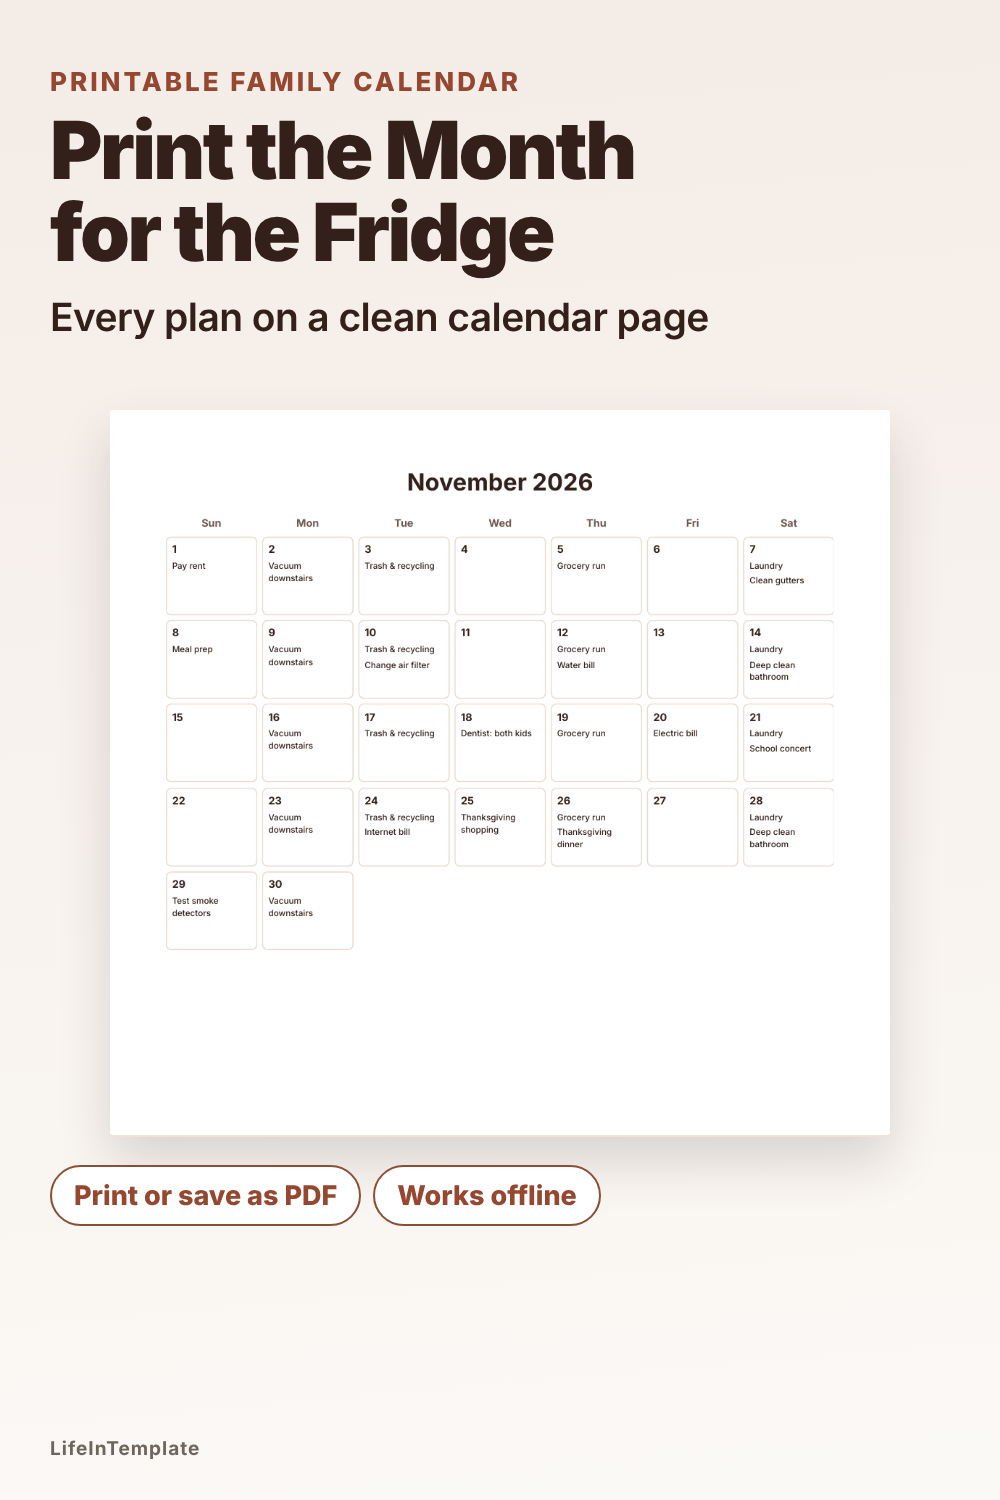 PRINTABLE FAMILY CALENDAR
Print the Month
for the Fridge
Every plan on a clean calendar page
November 2026
Sun Mon Tue Wed Thu Fri Sat
1
Pay rent
2
Vacuum
downstairs
3
Trash & recycling
4
5
Grocery run
6
7
Laundry
Clean gutters
8
Meal prep
9
Vacuum
downstairs
10
Trash & recycling
Change air filter
11
12
Grocery run
Water bill
13
14
Laundry
Deep clean
bathroom
15
16
Vacuum
downstairs
17
Trash & recycling
18
Dentist: both kids
19
Grocery run
20
Electric bill
21
Laundry
School concert
22
23
Vacuum
downstairs
24
Trash & recycling
Internet bill
25
Thanksgiving
shopping
26
Grocery run
Thanksgiving
dinner
27
28
Laundry
Deep clean
bathroom
29
Test smoke
detectors
30
Vacuum
downstairs
Print or save as PDF
Works offline
LifeInTemplate